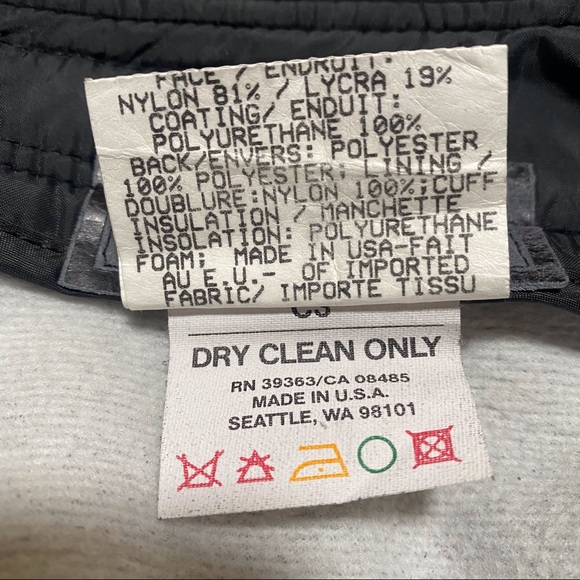 FACE / ENDROIT:
NYLON 81% / LYCRA 19%
COATING/ ENDUIT:
POLYURETHANE 100%
BACK/ENVERS: POLYESTER
100% POLYESTER; LINING /
DOUBLURE:NYLON 100%;CUFF
INSULATION / MANCHETTE
INSOLATION: POLYURETHANE
FOAM; MADE IN USA-FAIT
AU E.U.- OF IMPORTED
FABRIC/ IMPORTE TISSU
DRY CLEAN ONLY
RN 39363/CA 08485
MADE IN U.S.A.
SEATTLE, WA 98101